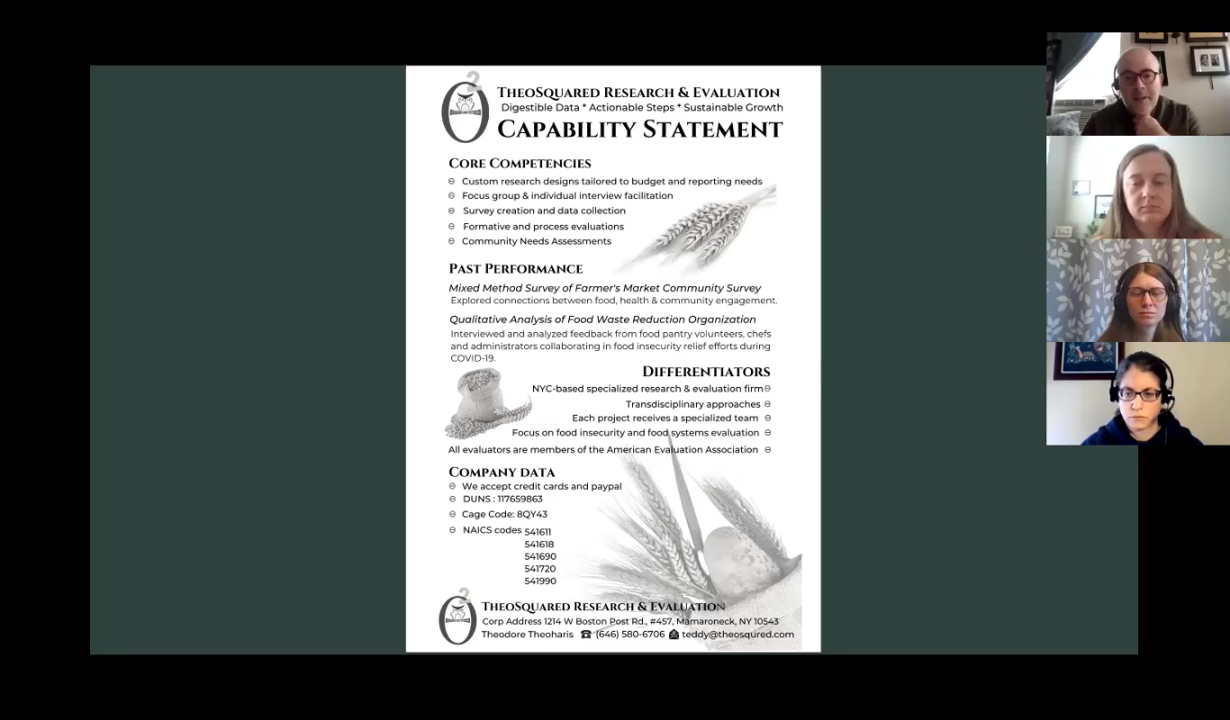 2
THEOSQUARED RESEARCH & EVALUATION
Digestible Data * Actionable Steps * Sustainable Growth
CAPABILITY STATEMENT
CORE COMPETENCIES
Custom research designs tailored to budget and reporting needs
Focus group & individual interview facilitation
Survey creation and data collection
Formative and process evaluations
Community Needs Assessments
PAST PERFORMANCE
Mixed Method Survey of Farmer's Market Community Survey
Explored connections between food, health & community engagement.
Qualitative Analysis of Food Waste Reduction Organization
Interviewed and analyzed feedback from food pantry volunteers, chefs
and administrators collaborating in food insecurity relief efforts during
COVID-19.
DIFFERENTIATORS
NYC-based specialized research & evaluation firm
Transdisciplinary approaches
Each project receives a specialized team
Focus on food insecurity and food systems evaluation
All evaluators are members of the American Evaluation Association
COMPANY DATA
We accept credit cards and paypal
DUNS : 117659863
Cage Code: 8QY43
NAICS codes 541611
541618
541690
541720
541990
2
THEOSQUARED RESEARCH & EVALUATION
Corp Address 1214 W Boston Post Rd., #457, Mamaroneck, NY 10543
Theodore Theoharis (646) 580-6706 teddy@theosqured.com